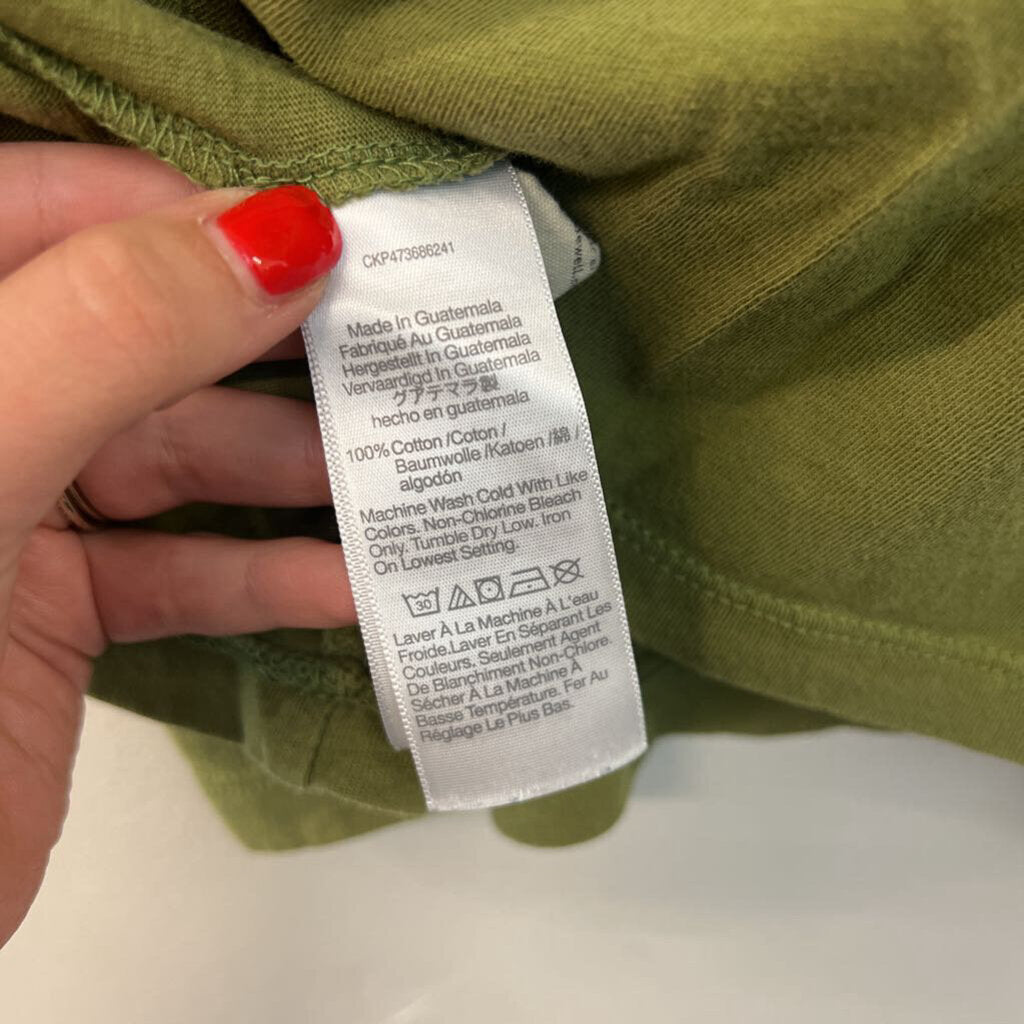 CKP473686241
Made In Guatemala
Fabriqué Au Guatemala
Hergestellt In Guatemala
Vervaardigd In Guatemala
グアテマラ製
hecho en guatemala
100% Cotton /Coton /
Baumwolle /Katoen /綿 /
algodón
Machine Wash Cold With Like
Colors. Non-Chlorine Bleach
Only. Tumble Dry Low. Iron
On Lowest Setting.
30
Laver À La Machine À L'eau
Froide.Laver En Séparant Les
Couleurs. Seulement Agent
De Blanchiment Non-Chlore.
Sécher À La Machine À
Basse Température. Fer Au
Réglage Le Plus Bas.